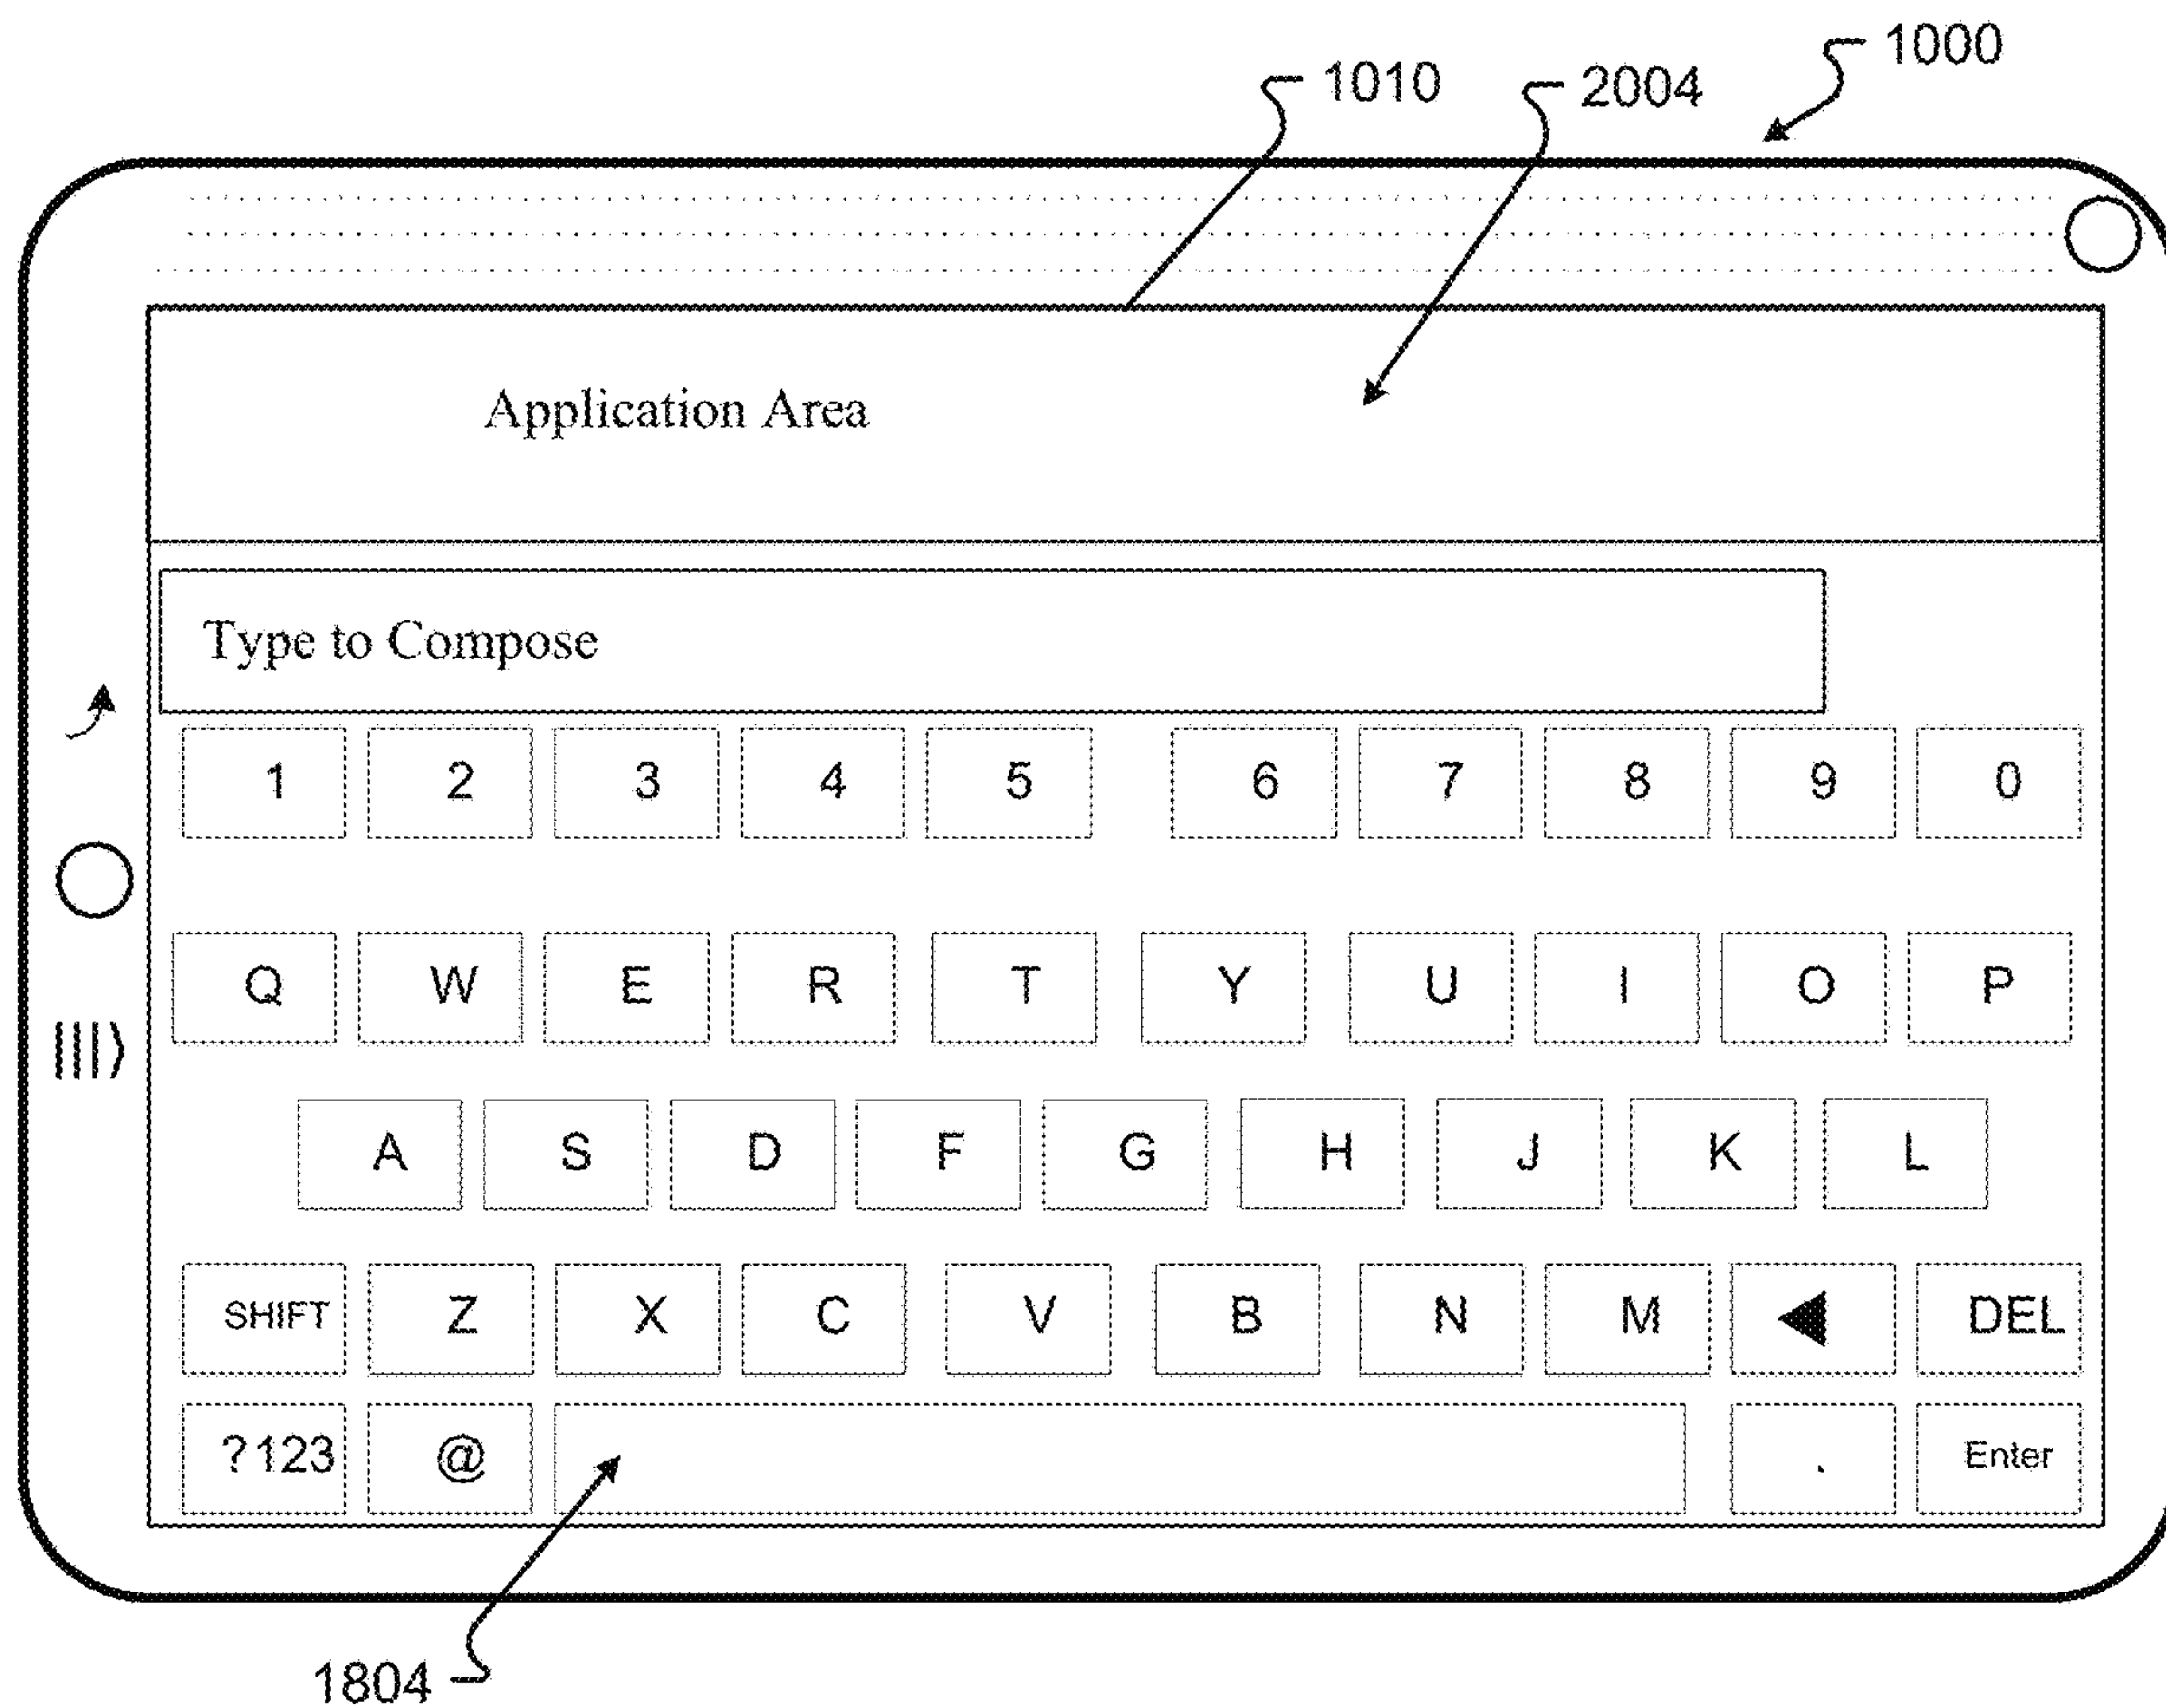 1000
1010
2004
Application Area
Type to Compose
1 2 3 4 5 6 7 8 9 0
Q W E R T Y U I O P
A S D F G H J K L
SHIFT Z X C V B N M DEL
?123 @ . Enter
1804